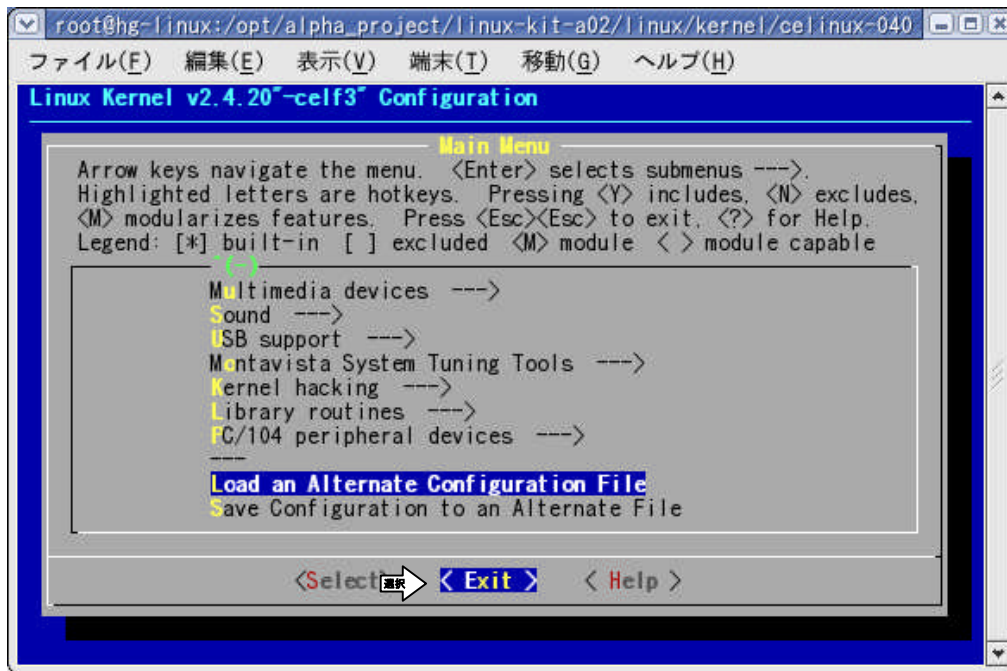 root@hg-linux:/opt/alpha_project/linux-kit-a02/linux/kernel/celinux-040
ファイル(F) 編集(E) 表示(V) 端末(T) 移動(G) ヘルプ(H)
Linux Kernel v2.4.20"-celf3" Configuration
Main Menu
Arrow keys navigate the menu. <Enter> selects submenus --->.
Highlighted letters are hotkeys. Pressing <Y> includes, <N> excludes,
<M> modularizes features. Press <Esc><Esc> to exit, <?> for Help.
Legend: [*] built-in [ ] excluded <M> module < > module capable
^(-)
Multimedia devices --->
Sound --->
USB support --->
Montavista System Tuning Tools --->
Kernel hacking --->
Library routines --->
PC/104 peripheral devices --->
---
Load an Alternate Configuration File
Save Configuration to an Alternate File
<Select> 選択 < Exit > < Help >